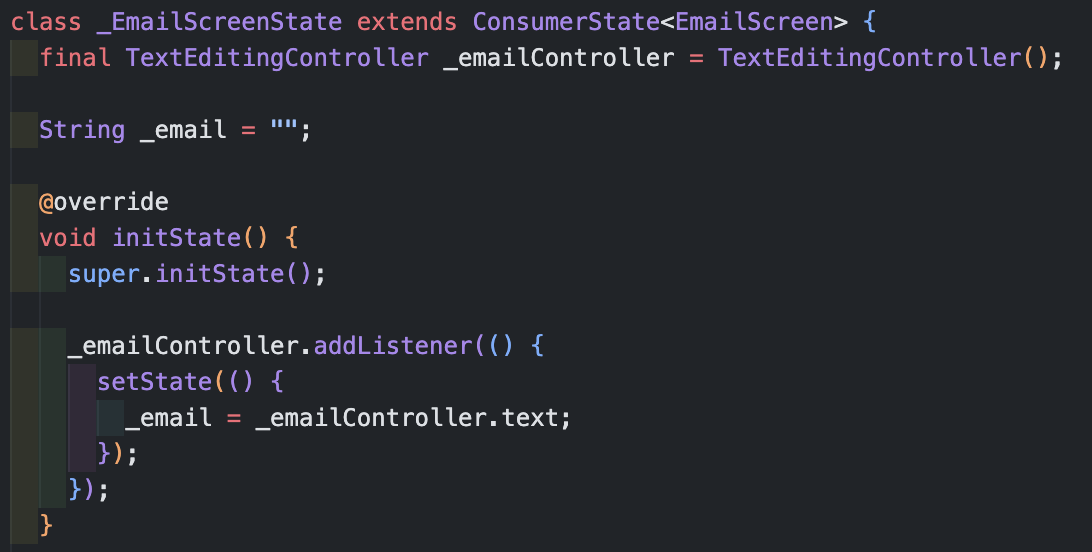 class _EmailScreenState extends ConsumerState<EmailScreen> {
  final TextEditingController _emailController = TextEditingController();

  String _email = "";

  @override
  void initState() {
    super.initState();

    _emailController.addListener(() {
      setState(() {
        _email = _emailController.text;
      });
    });
  }